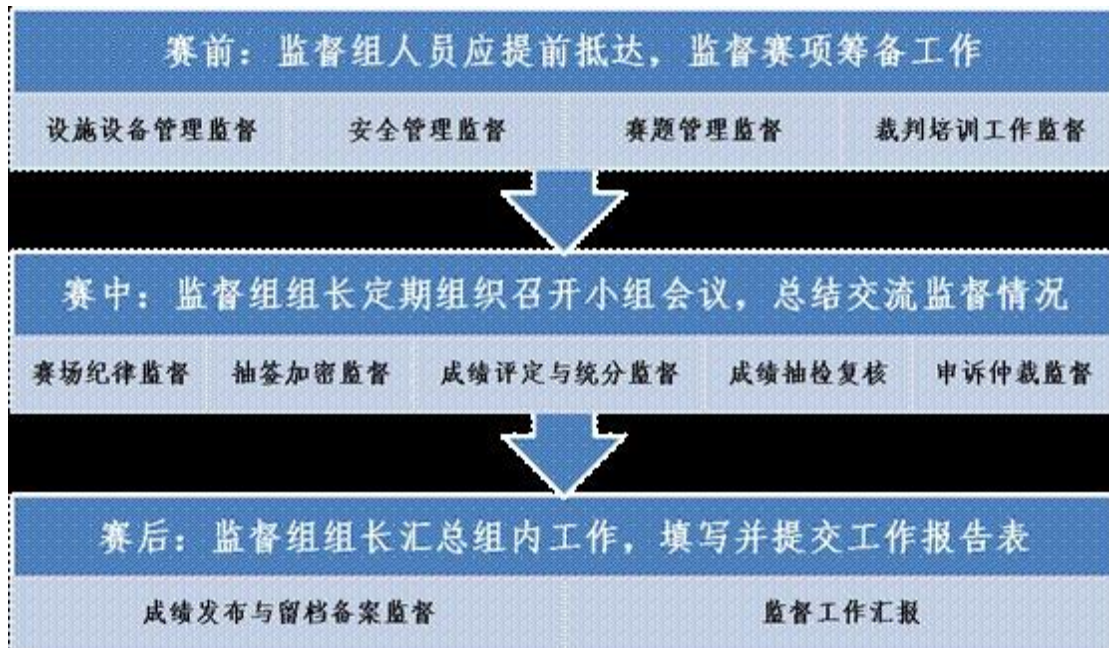 赛前：监督组人员应提前抵达，监督赛项筹备工作
设施设备管理监督 安全管理监督 赛题管理监督 裁判培训工作监督
赛中：监督组组长定期组织召开小组会议，总结交流监督情况
赛场纪律监督 抽签加密监督 成绩评定与统分监督 成绩抽检复核 申诉仲裁监督
赛后：监督组组长汇总组内工作，填写并提交工作报告表
成绩发布与留档备案监督 监督工作汇报